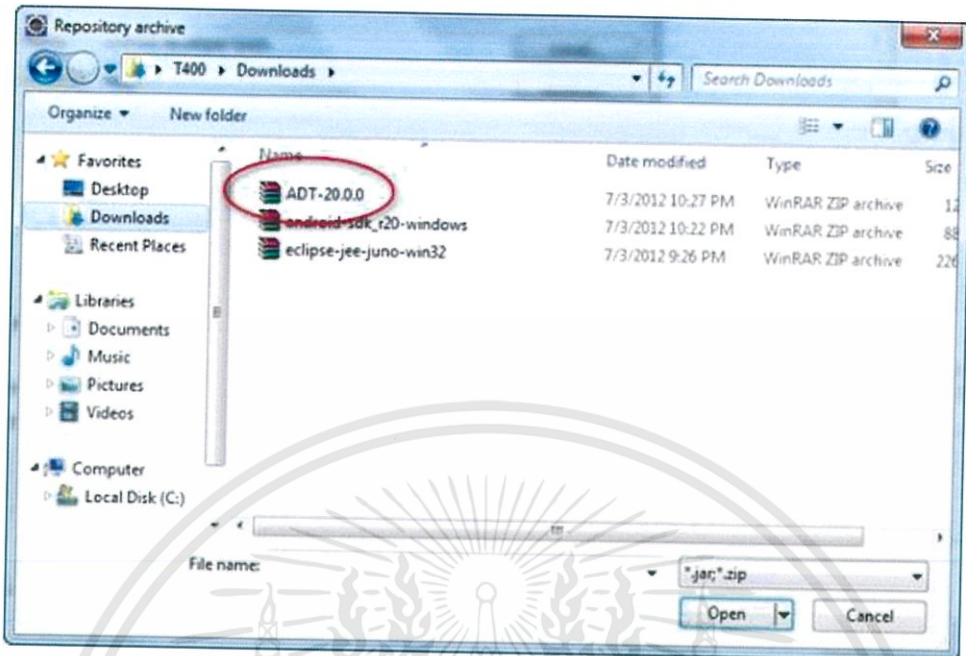 Repository archive
T400 Downloads
Search Downloads
Organize New folder
Favorites
Desktop
Downloads
Recent Places
Libraries
Documents
Music
Pictures
Videos
Computer
Local Disk (C:)
Name Date modified Type Size
ADT-20.0.0 7/3/2012 10:27 PM WinRAR ZIP archive 12
android-sdk_r20-windows 7/3/2012 10:22 PM WinRAR ZIP archive 88
eclipse-jee-juno-win32 7/3/2012 9:26 PM WinRAR ZIP archive 226
File name: *.jar;*.zip
Open Cancel